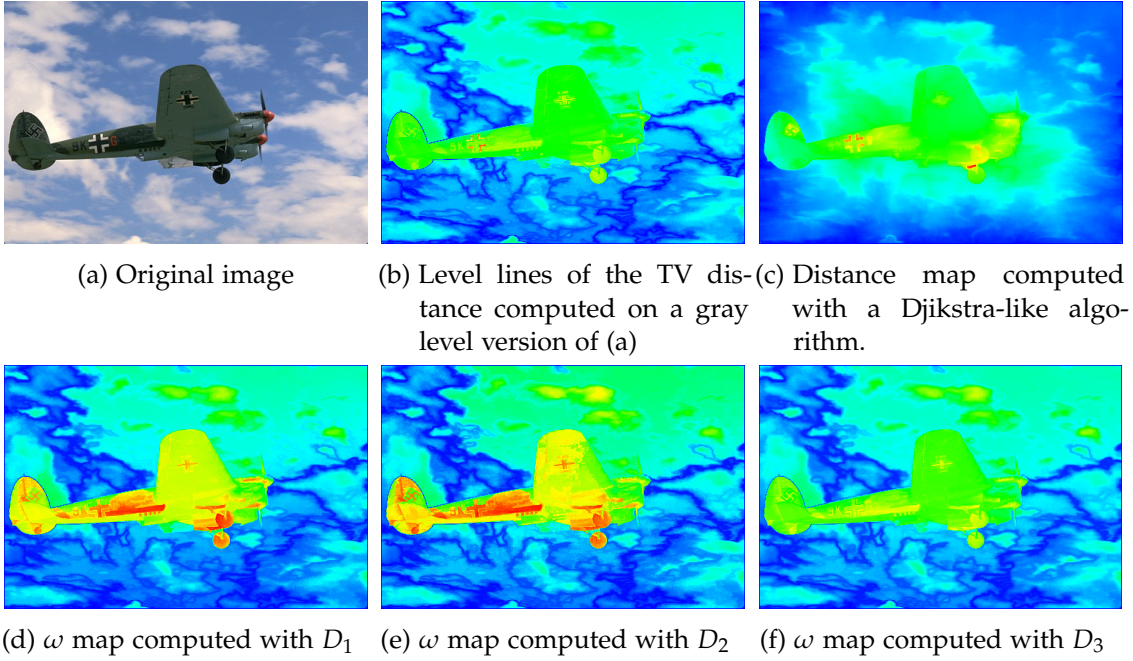 9K
G
(a) Original image
(b) Level lines of the TV dis-
tance computed on a gray
level version of (a)
(c) Distance map computed
with a Djikstra-like algo-
rithm.
(d) ω map computed with D₁
(e) ω map computed with D₂
(f) ω map computed with D₃